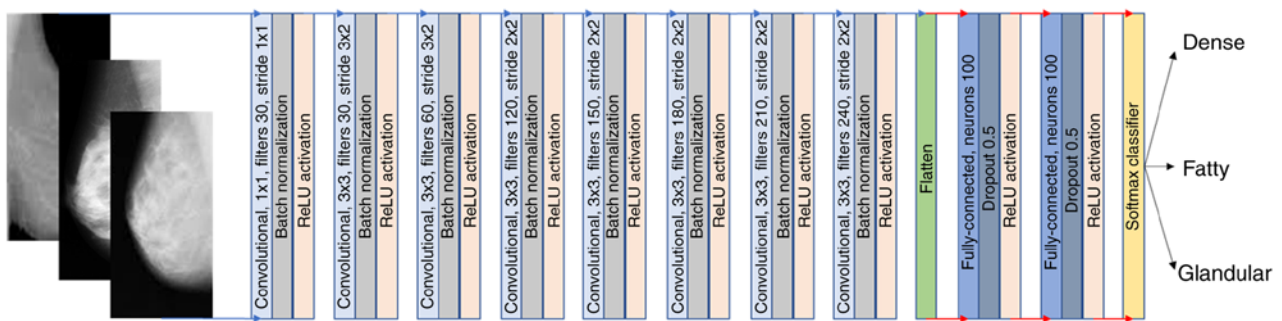 Convolutional, 1x1, filters 30, stride 1x1
Batch normalization
ReLU activation
Convolutional, 3x3, filters 30, stride 3x2
Batch normalization
ReLU activation
Convolutional, 3x3, filters 60, stride 3x2
Batch normalization
ReLU activation
Convolutional, 3x3, filters 120, stride 2x2
Batch normalization
ReLU activation
Convolutional, 3x3, filters 150, stride 2x2
Batch normalization
ReLU activation
Convolutional, 3x3, filters 180, stride 2x2
Batch normalization
ReLU activation
Convolutional, 3x3, filters 210, stride 2x2
Batch normalization
ReLU activation
Convolutional, 3x3, filters 240, stride 2x2
Batch normalization
ReLU activation
Flatten
Fully-connected, neurons 100
Dropout 0.5
ReLU activation
Fully-connected, neurons 100
Dropout 0.5
ReLU activation
Softmax classifier
Dense
Fatty
Glandular